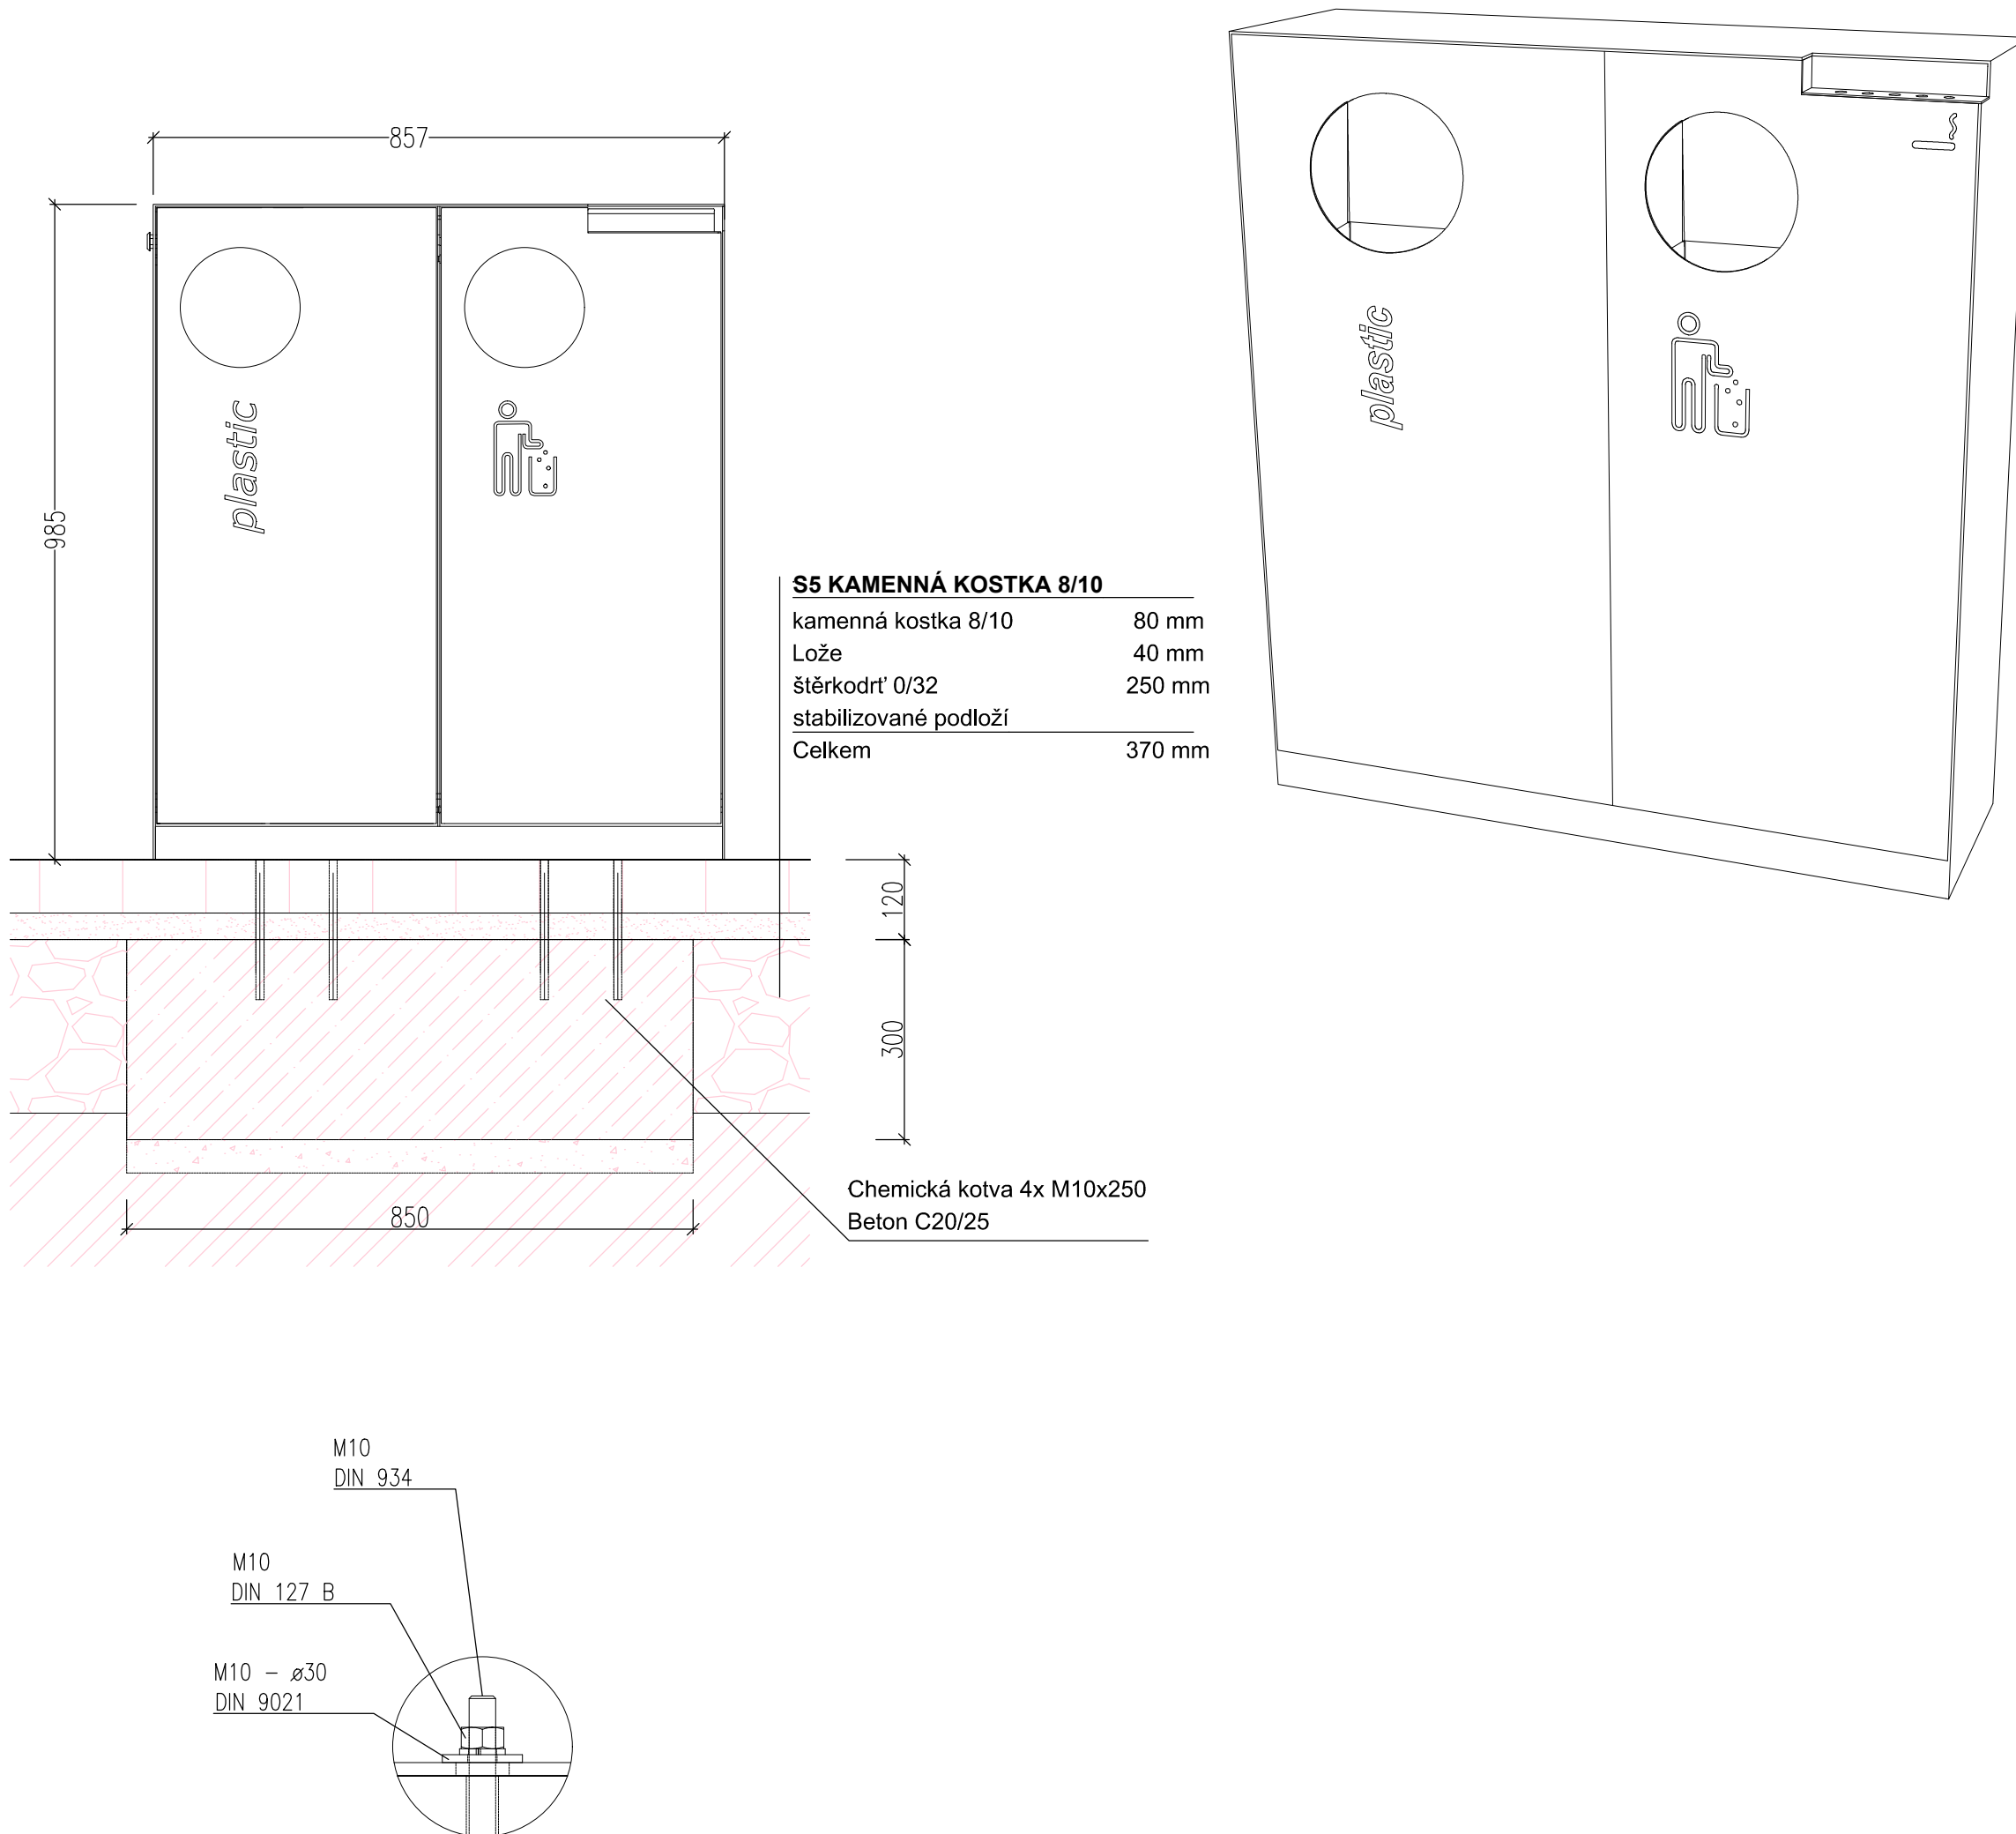 857
985
plastic
plastic
S5 KAMENNÁ KOSTKA 8/10
kamenná kostka 8/10 80 mm
Lože 40 mm
štěrkodrť 0/32 250 mm
stabilizované podloží
Celkem 370 mm
120
300
850
Chemická kotva 4x M10x250
Beton C20/25
M10
DIN 934
M10
DIN 127 B
M10 – ø30
DIN 9021